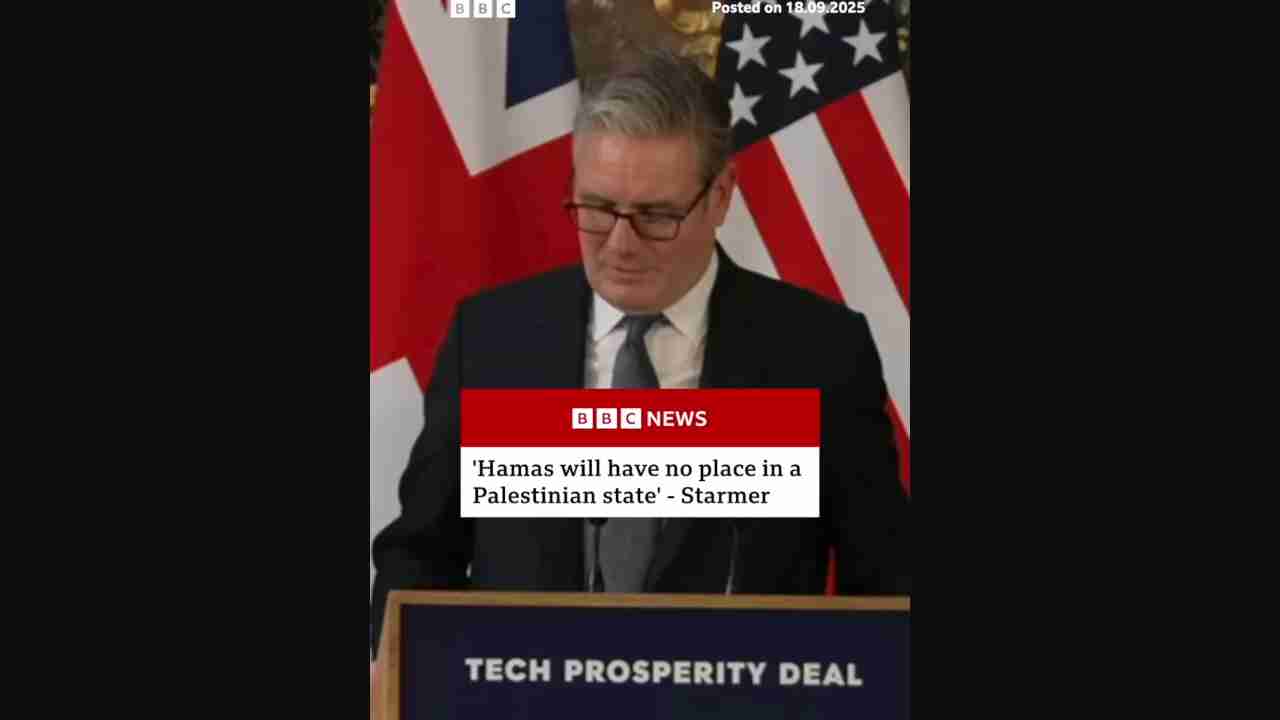 BBC
Posted on 18.09.2025
BBC NEWS
'Hamas will have no place in a
Palestinian state' - Starmer
TECH PROSPERITY DEAL